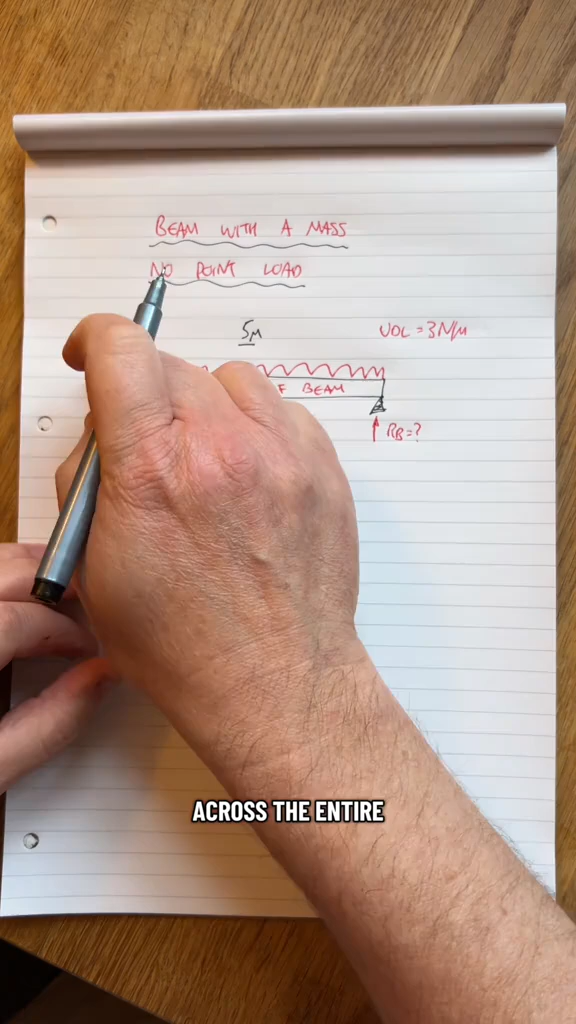 BEAM WITH A MASS
NO POINT LOAD
5M
UDL = 3N/M
F BEAM
RB = ?
ACROSS THE ENTIRE